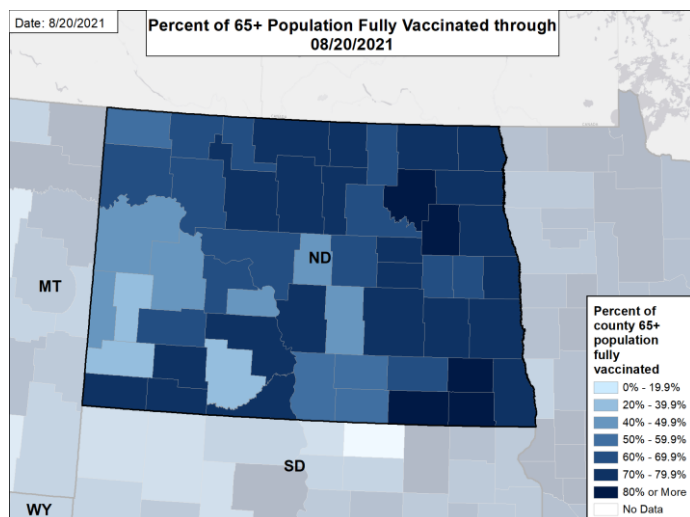 Date: 8/20/2021
Percent of 65+ Population Fully Vaccinated through
08/20/2021
ND
MT
SD
WY
Percent of
county 65+
population
fully
vaccinated
0% - 19.9%
20% - 39.9%
40% - 49.9%
50% - 59.9%
60% - 69.9%
70% - 79.9%
80% or More
No Data